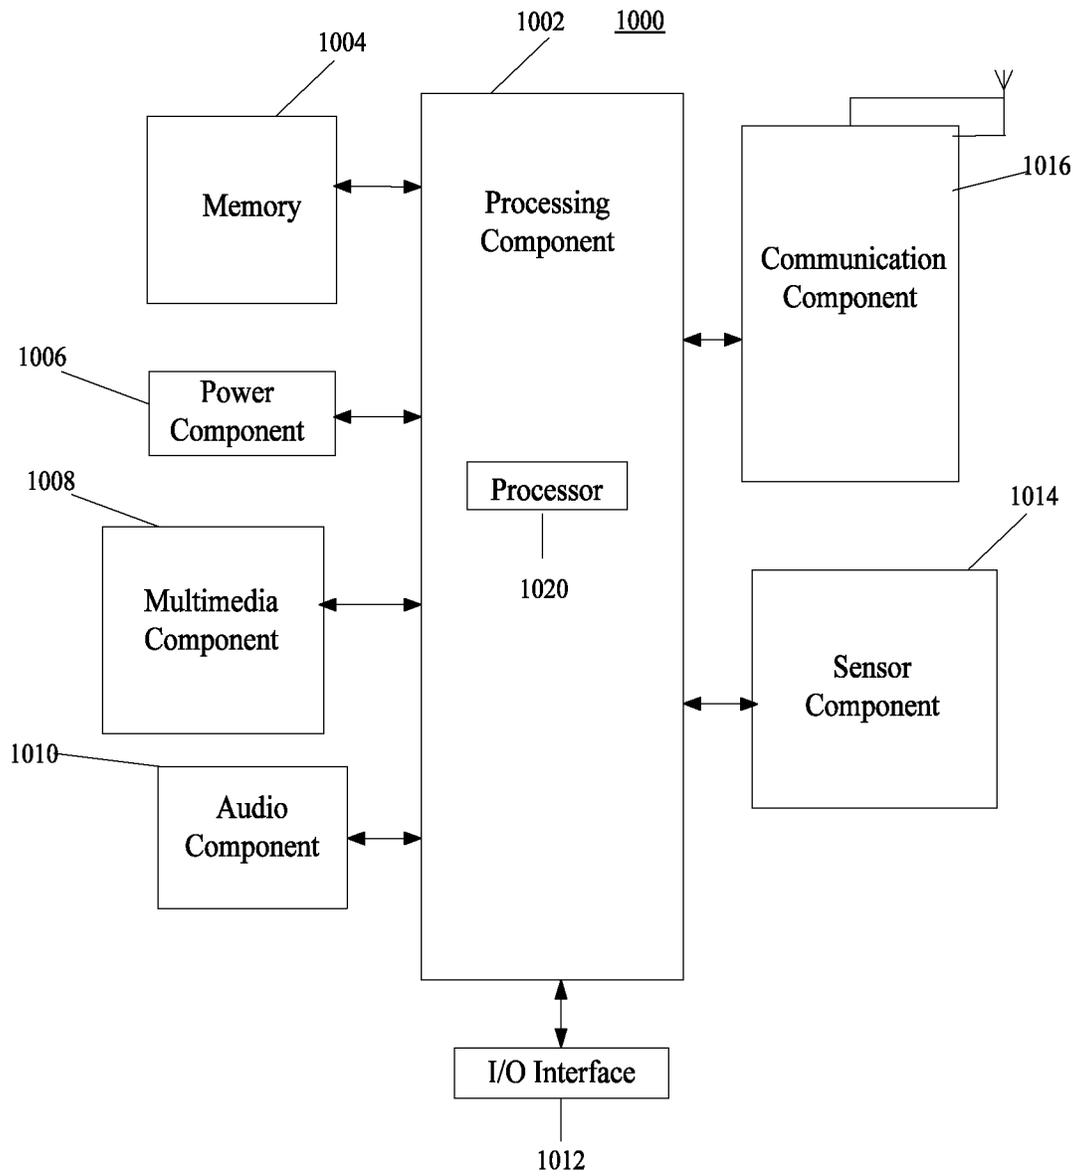 1002
1000
1004
Memory
Processing
Component
1016
Communication
Component
1006
Power
Component
1008
Processor
1014
1020
Multimedia
Component
Sensor
Component
1010
Audio
Component
I/O Interface
1012